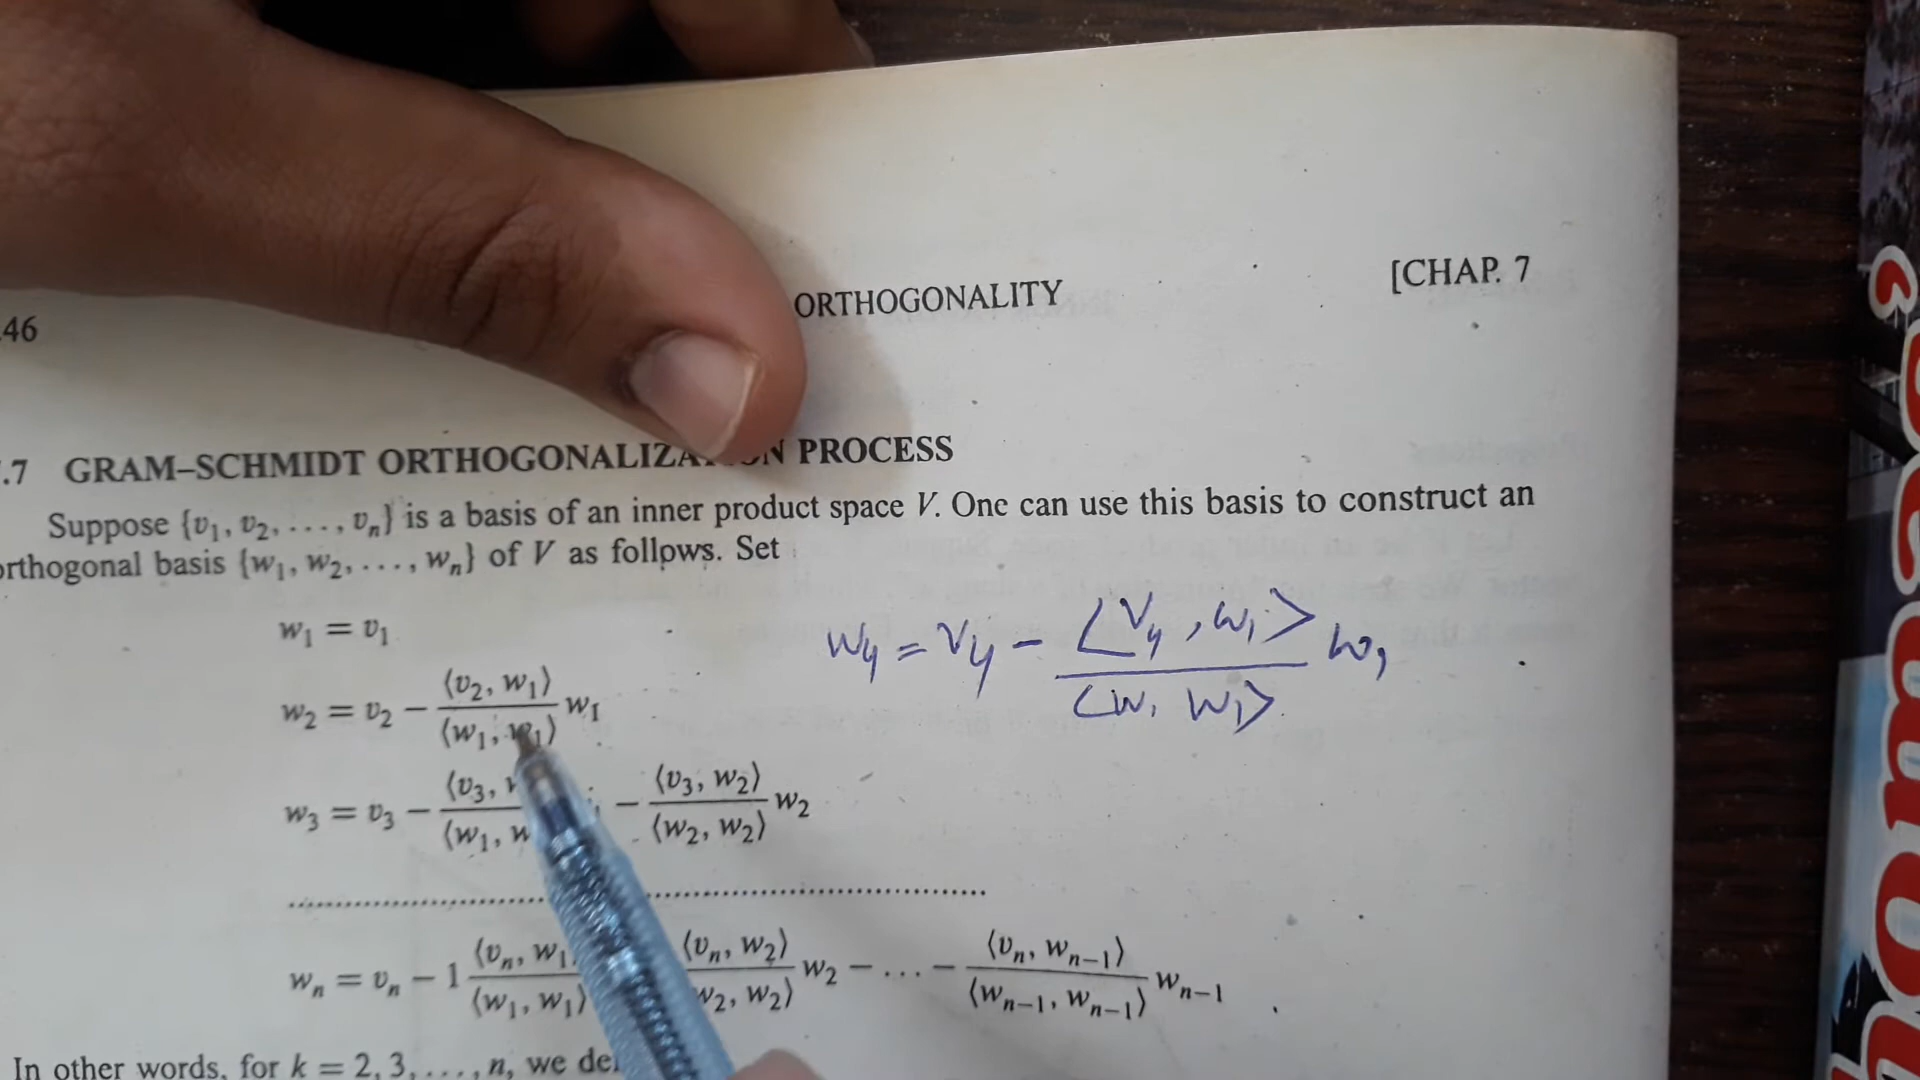 46
ORTHOGONALITY
[CHAP. 7
.7 GRAM–SCHMIDT PROCESS
Suppose {v₁, v₂, . . . , vₙ} is a basis of an inner product space V. One can use this basis to construct an
orthogonal basis {w₁, w₂, . . . , wₙ} of V as follows. Set
w₁ = v₁
w₂ = v₂ − ⟨v₂, w₁⟩/⟨w₁, w₁⟩ w₁
w₃ = v₃ − ⟨v₃, w / ⟨w₁, w − ⟨v₃, w₂⟩/⟨w₂, w₂⟩ w₂
wₙ = vₙ − 1 ⟨vₙ, w₁/⟨w₁, w₁⟩ ⟨vₙ, w₂⟩/w₂, w₂⟩ w₂ − . . . − ⟨vₙ, wₙ₋₁⟩/⟨wₙ₋₁, wₙ₋₁⟩ wₙ₋₁
In other words, for k = 2, 3, . . . , n, we
w₄ = v₄ − <v₄, w₁>/<w₁ w₁> w₁